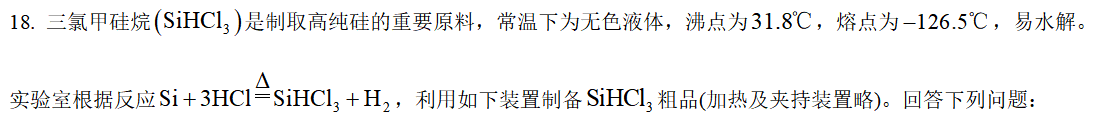 18. 三氯甲硅烷(SiHCl₃)是制取高纯硅的重要原料，常温下为无色液体，沸点为31.8℃，熔点为−126.5℃，易水解。
实验室根据反应Si+3HCl≜SiHCl₃+H₂，利用如下装置制备SiHCl₃粗品(加热及夹持装置略)。回答下列问题：